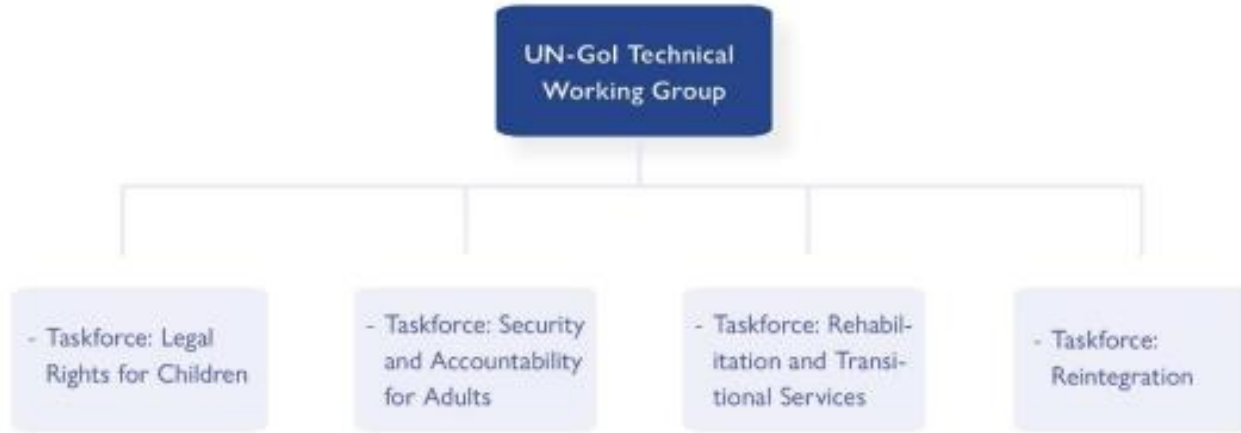 UN-GoI Technical
Working Group
- Taskforce: Legal
Rights for Children
- Taskforce: Security
and Accountability
for Adults
- Taskforce: Rehabil-
itation and Transi-
tional Services
- Taskforce:
Reintegration